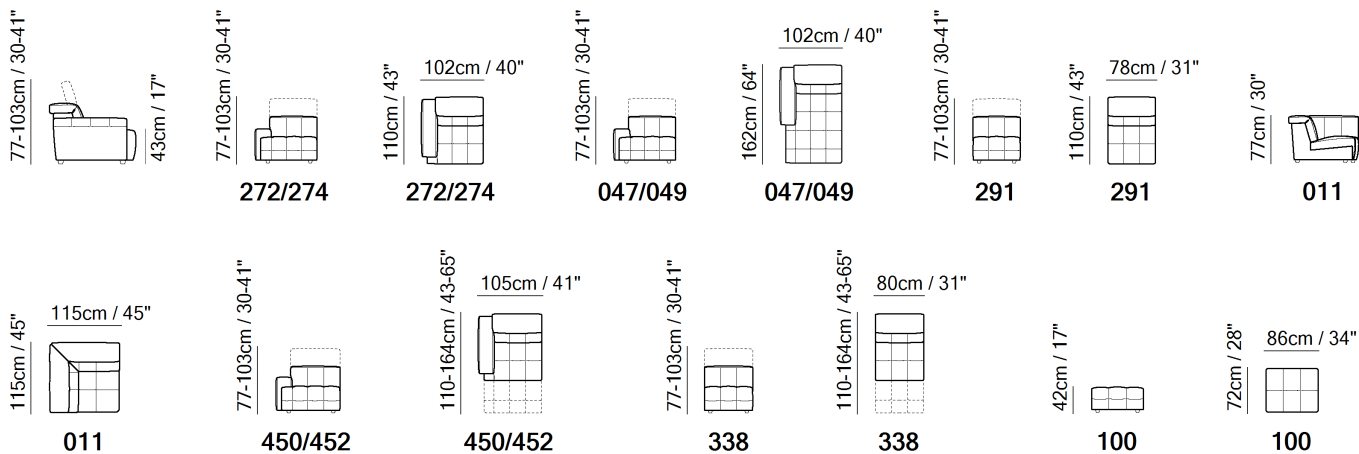 77-103cm / 30-41"
43cm / 17"
77-103cm / 30-41"
272/274
110cm / 43"
102cm / 40"
272/274
77-103cm / 30-41"
047/049
162cm / 64"
102cm / 40"
047/049
77-103cm / 30-41"
291
110cm / 43"
78cm / 31"
291
77cm / 30"
011
115cm / 45"
115cm / 45"
011
77-103cm / 30-41"
450/452
110-164cm / 43-65"
105cm / 41"
450/452
77-103cm / 30-41"
338
110-164cm / 43-65"
80cm / 31"
338
42cm / 17"
100
72cm / 28"
86cm / 34"
100